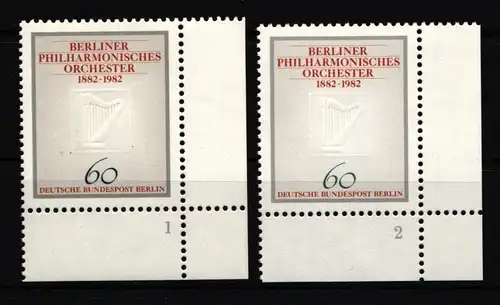 BERLINER
PHILHARMONISCHES
ORCHESTER
1882-1982
60
DEUTSCHE BUNDESPOST BERLIN
1
BERLINER
PHILHARMONISCHES
ORCHESTER
1882-1982
60
DEUTSCHE BUNDESPOST BERLIN
2